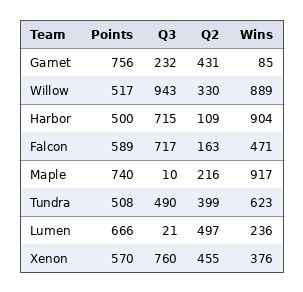 Team Points Q3 Q2 Wins
Gamet 756 232 431 85
Willow 517 943 330 889
Harbor 500 715 109 904
Falcon 589 717 163 471
Maple 740 10 216 917
Tundra 508 490 399 623
Lumen 666 21 497 236
Xenon 570 760 455 376